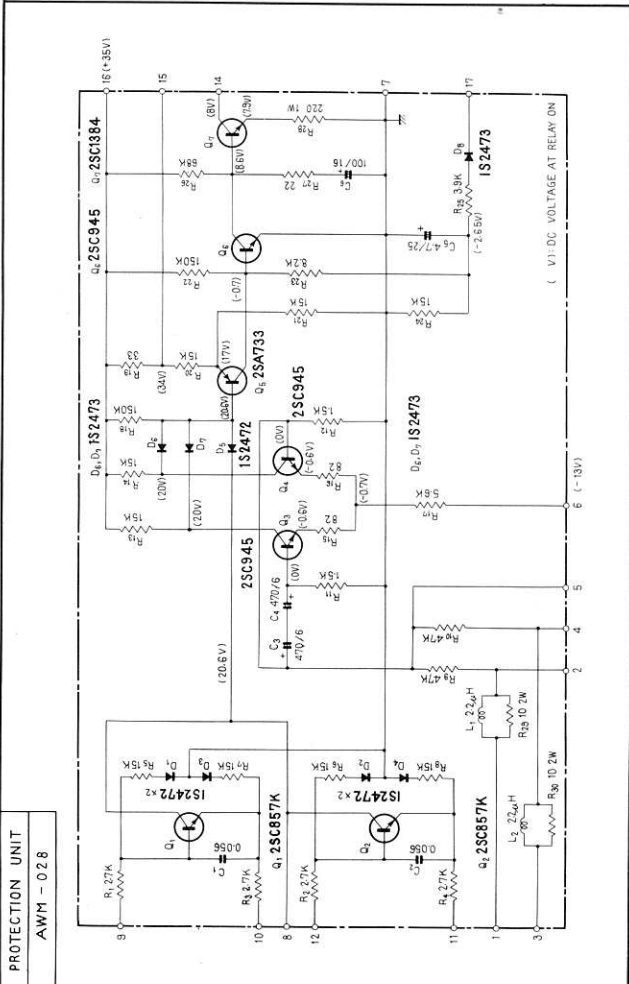 PROTECTION UNIT
AWM-028
16 (+35V)
15
14
7
17
Q7 2SC1384
Q6 2SC945
D6, D7 1S2473
R26
68K
(8V)
Q7
(7.9V)
R28
220 1W
(8.6V)
R27
22
C6
100/16
D8
1S2473
R25 3.9K
R22
150K
Q6
R23
8.2K
C5 4.7/25
(-2.65V)
(-0.7)
R19
33
(34V)
R20
15K
(17V)
Q5 2SA733
R21
15K
R24
15K
( V): DC VOLTAGE AT RELAY ON
R18
150K
D6
D7
D5
1S2472
(20.6V)
R14
15K
(20V)
R13
15K
(20V)
2SC945
(0V)
R12
1.5K
Q4
(-0.6V)
R16
82
D6, D7 1S2473
2SC945
Q3
(-0.6V)
R15
82
(-0.7V)
R17
5.6K
(0V)
R11
1.5K
C4 470/6
C3
470/6
6
(-13V)
(20.6V)
5
4
2
R10 47K
R9 47K
L1 2.2μH
R29 10 2W
L2 2.2μH
R30 10 2W
R5 15K
D1
D3
R7 15K
1S2472×2
Q1
C1
0.056
Q1 2SC857K
R1 2.7K
R3 2.7K
R6 15K
D2
D4
R8 15K
1S2472×2
Q2
C2
0.056
Q2 2SC857K
R2 2.7K
R4 2.7K
9
10
8
12
11
1
3